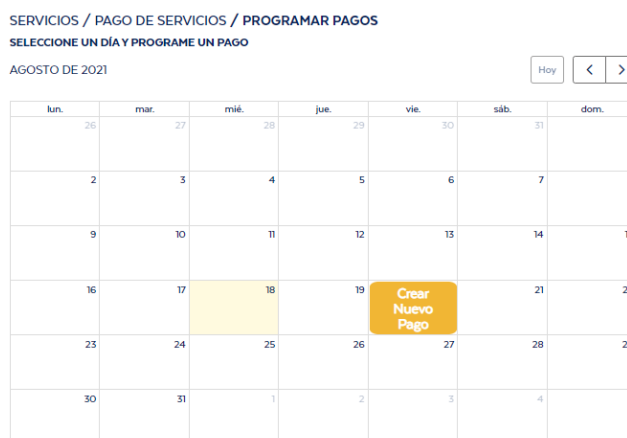 SERVICIOS / PAGO DE SERVICIOS / PROGRAMAR PAGOS
SELECCIONE UN DÍA Y PROGRAME UN PAGO
AGOSTO DE 2021
Hoy < >
lun. mar. mié. jue. vie. sáb. dom.
26 27 28 29 30 31
2 3 4 5 6 7
9 10 11 12 13 14
16 17 18 19 21
Crear
Nuevo
Pago
23 24 25 26 27 28
30 31 1 2 3 4